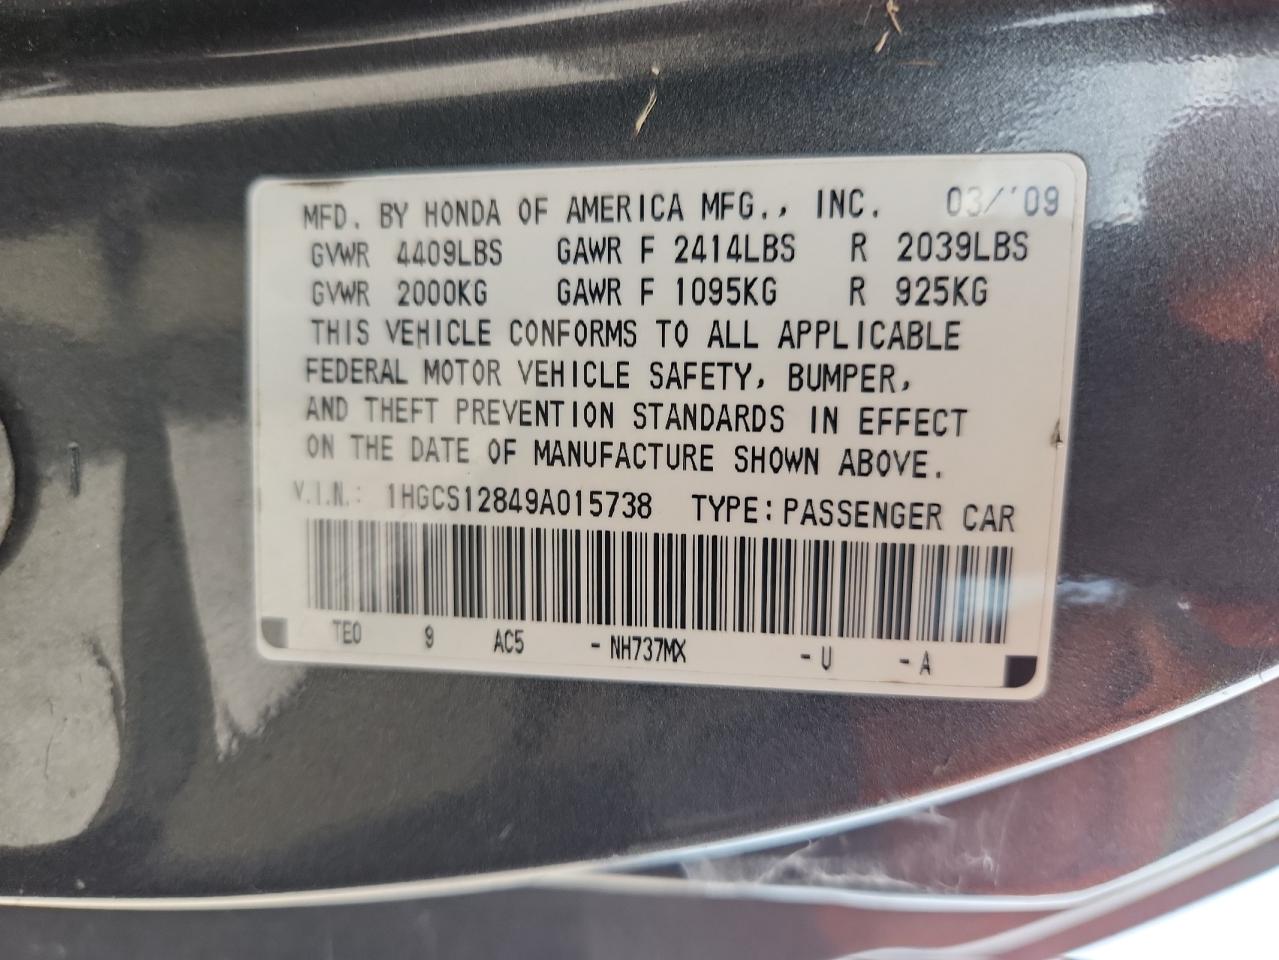 MFD. BY HONDA OF AMERICA MFG., INC. 03/'09
GVWR 4409LBS GAWR F 2414LBS R 2039LBS
GVWR 2000KG GAWR F 1095KG R 925KG
THIS VEHICLE CONFORMS TO ALL APPLICABLE
FEDERAL MOTOR VEHICLE SAFETY, BUMPER,
AND THEFT PREVENTION STANDARDS IN EFFECT
ON THE DATE OF MANUFACTURE SHOWN ABOVE.
V.I.N.: 1HGCS12849A015738 TYPE: PASSENGER CAR
TE0 9 AC5 - NH737MX - U - A